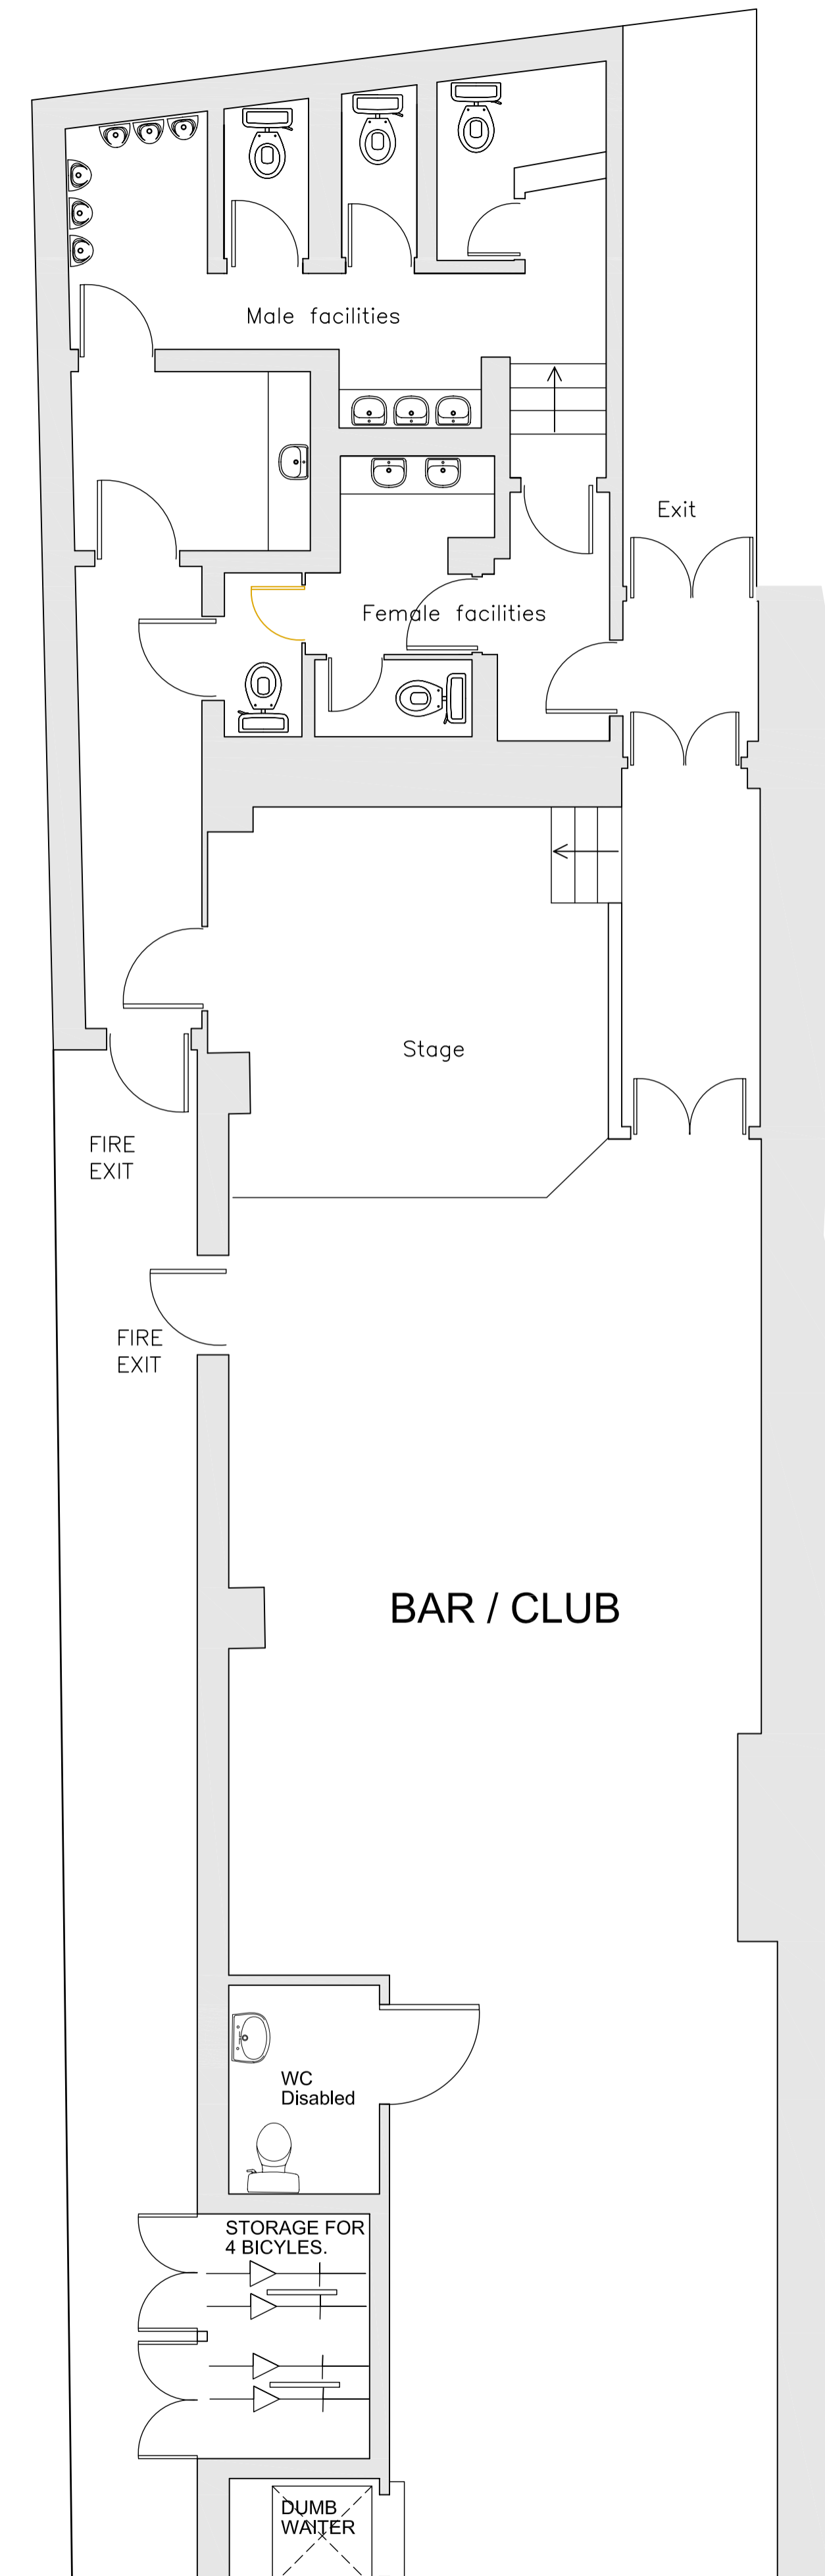 Male facilities
Exit
Female facilities
Stage
FIRE
EXIT
FIRE
EXIT
BAR / CLUB
WC
Disabled
STORAGE FOR
4 BICYLES.
DUMB
WAITER